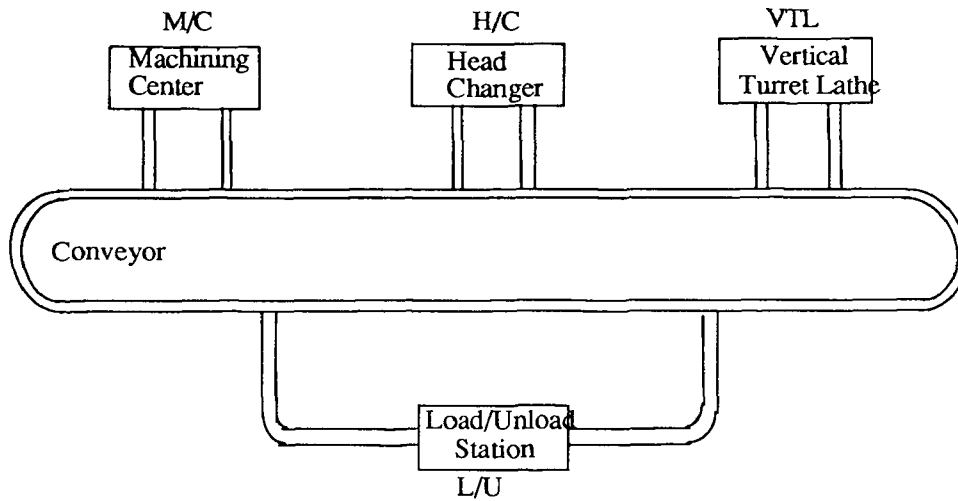 M/C
Machining
Center
H/C
Head
Changer
VTL
Vertical
Turret Lathe
Conveyor
Load/Unload
Station
L/U